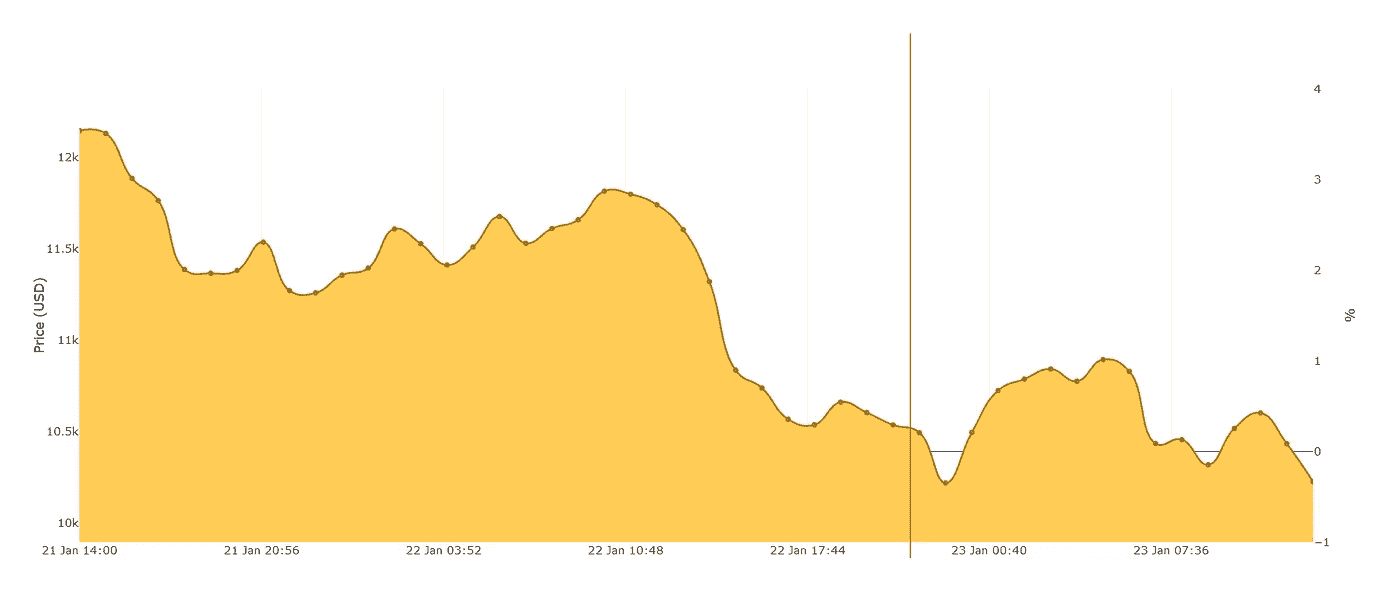 4
12k
3
11.5k
2
Price (USD)
%
11k
1
10.5k
0
10k
−1
21 Jan 14:00 21 Jan 20:56 22 Jan 03:52 22 Jan 10:48 22 Jan 17:44 23 Jan 00:40 23 Jan 07:36